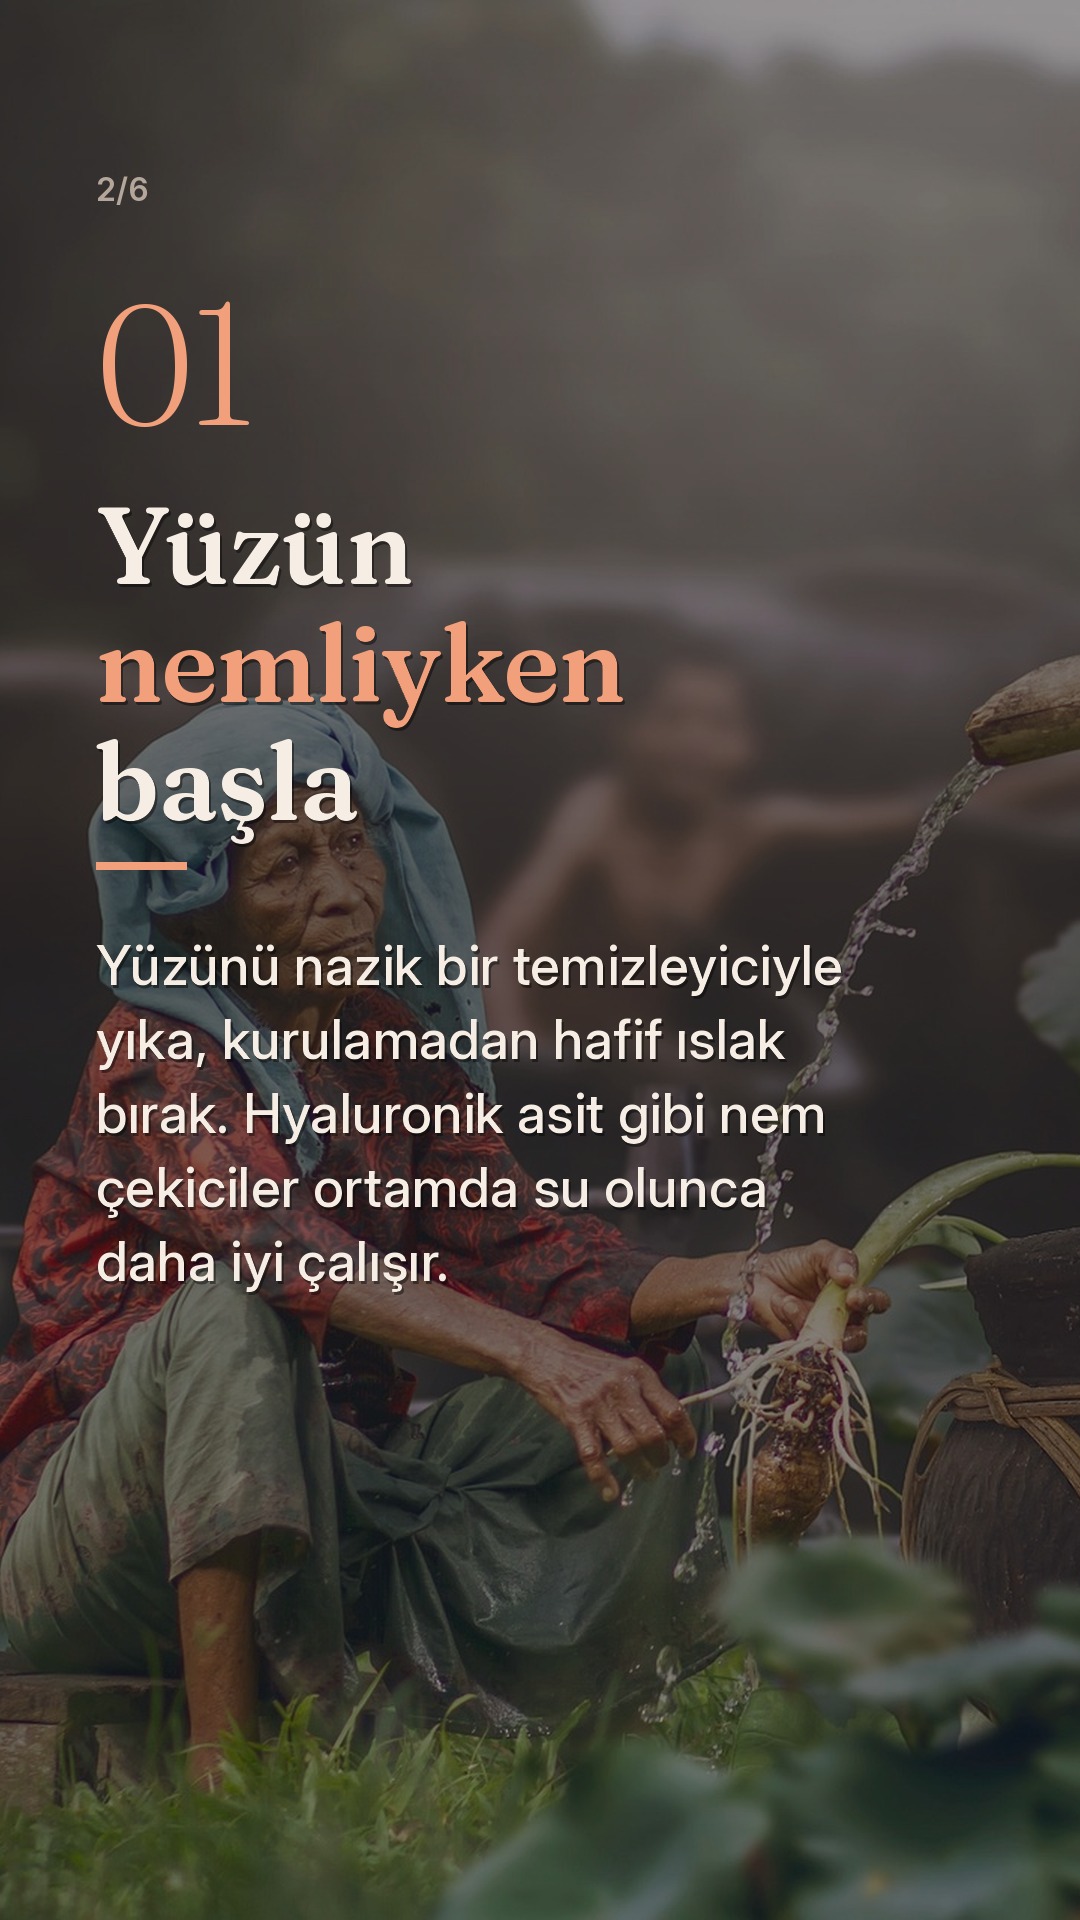 2/6
01
Yüzün
nemliyken
başla
Yüzünü nazik bir temizleyiciyle
yıka, kurulamadan hafif ıslak
bırak. Hyaluronik asit gibi nem
çekiciler ortamda su olunca
daha iyi çalışır.